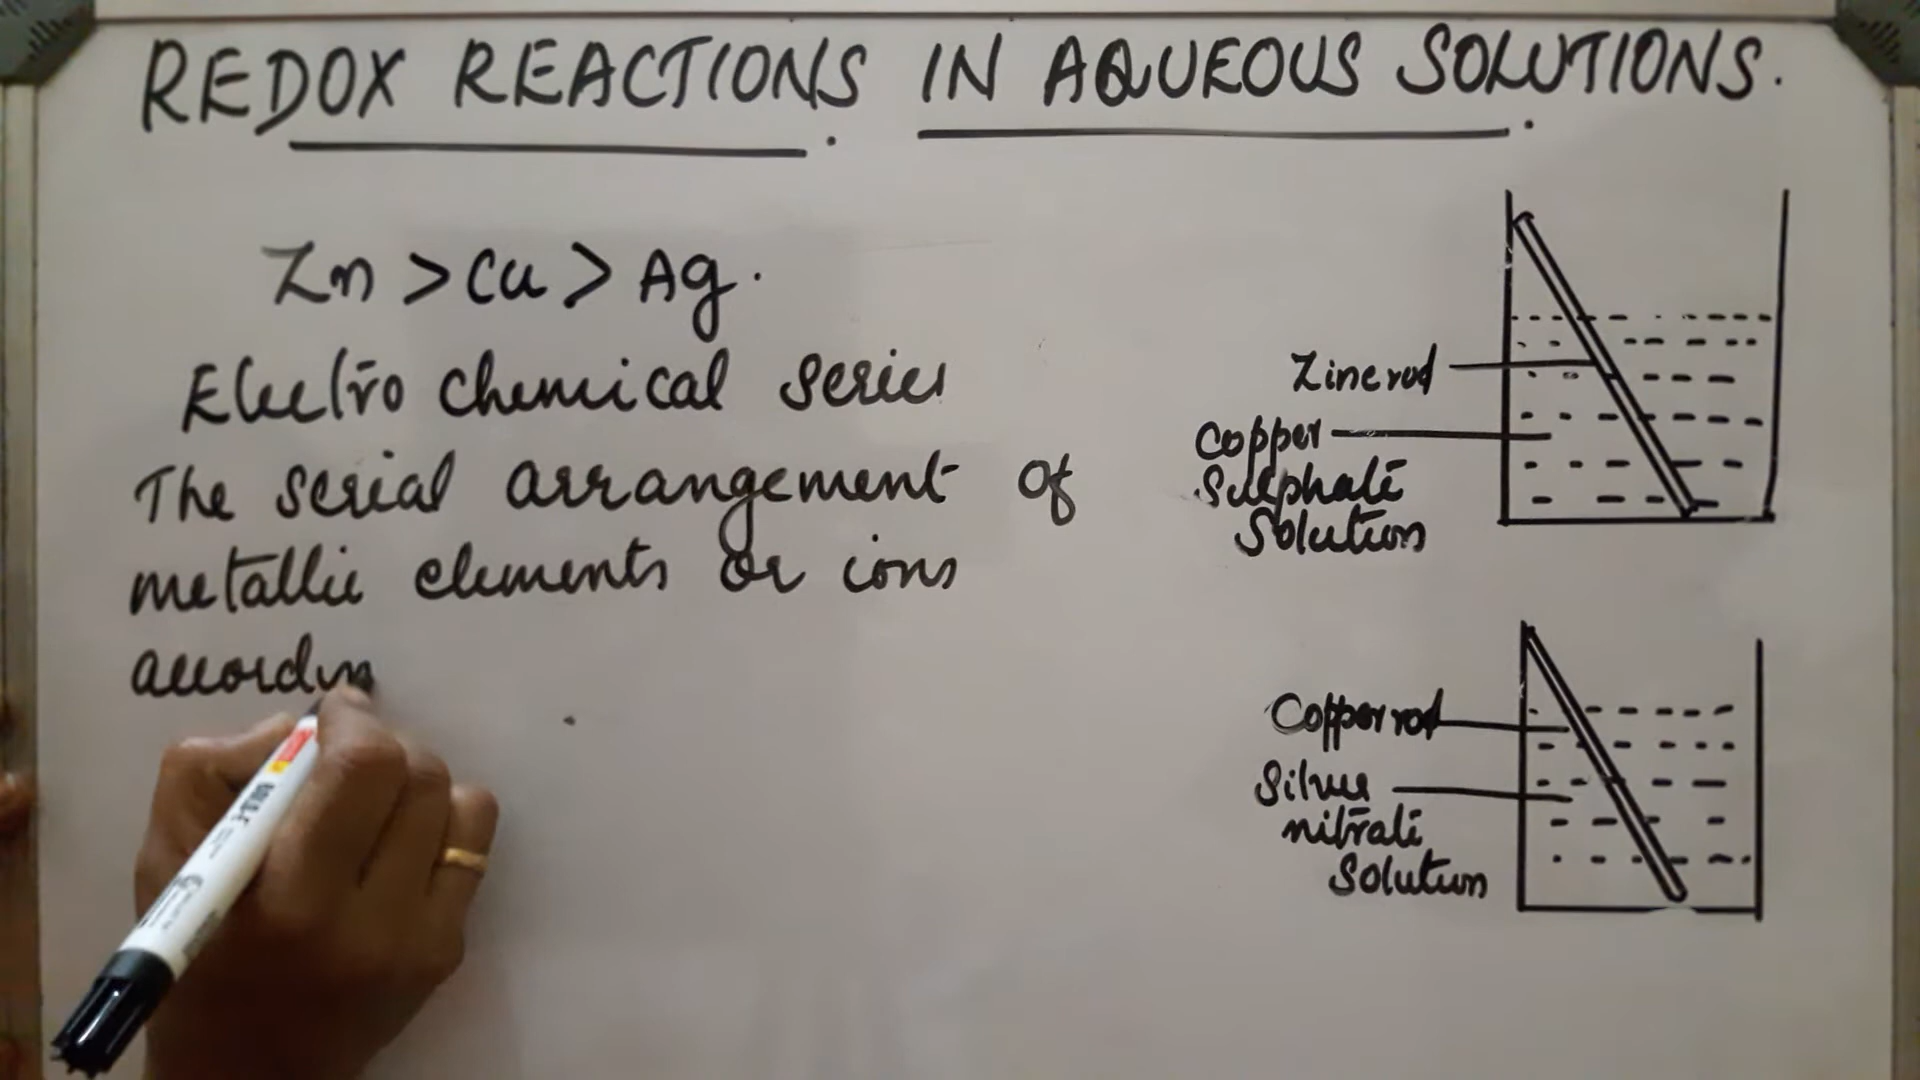 REDOX REACTIONS IN AQUEOUS SOLUTIONS.
Zn > Cu > Ag.
Electro chemical series
The serial arrangement of
metallic elements or ions
accordin
Zinc rod
Copper
Sulphate
Solution
Copper rod
Silver
nitrate
Solution